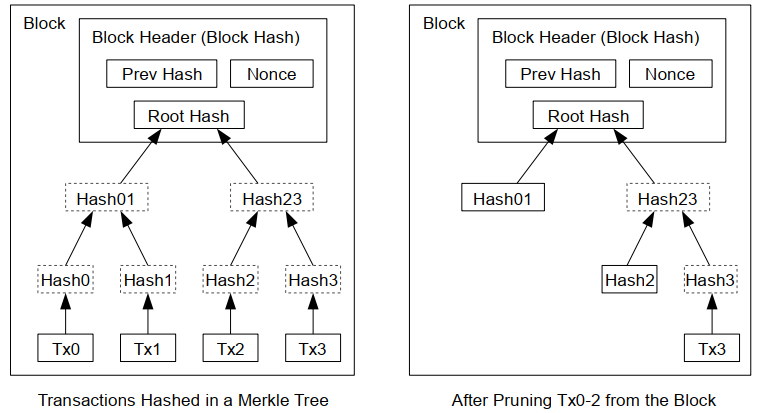 Block
Block Header (Block Hash)
Prev Hash
Nonce
Root Hash
Hash01
Hash23
Hash0
Hash1
Hash2
Hash3
Tx0
Tx1
Tx2
Tx3
Transactions Hashed in a Merkle Tree
Block
Block Header (Block Hash)
Prev Hash
Nonce
Root Hash
Hash01
Hash23
Hash2
Hash3
Tx3
After Pruning Tx0-2 from the Block